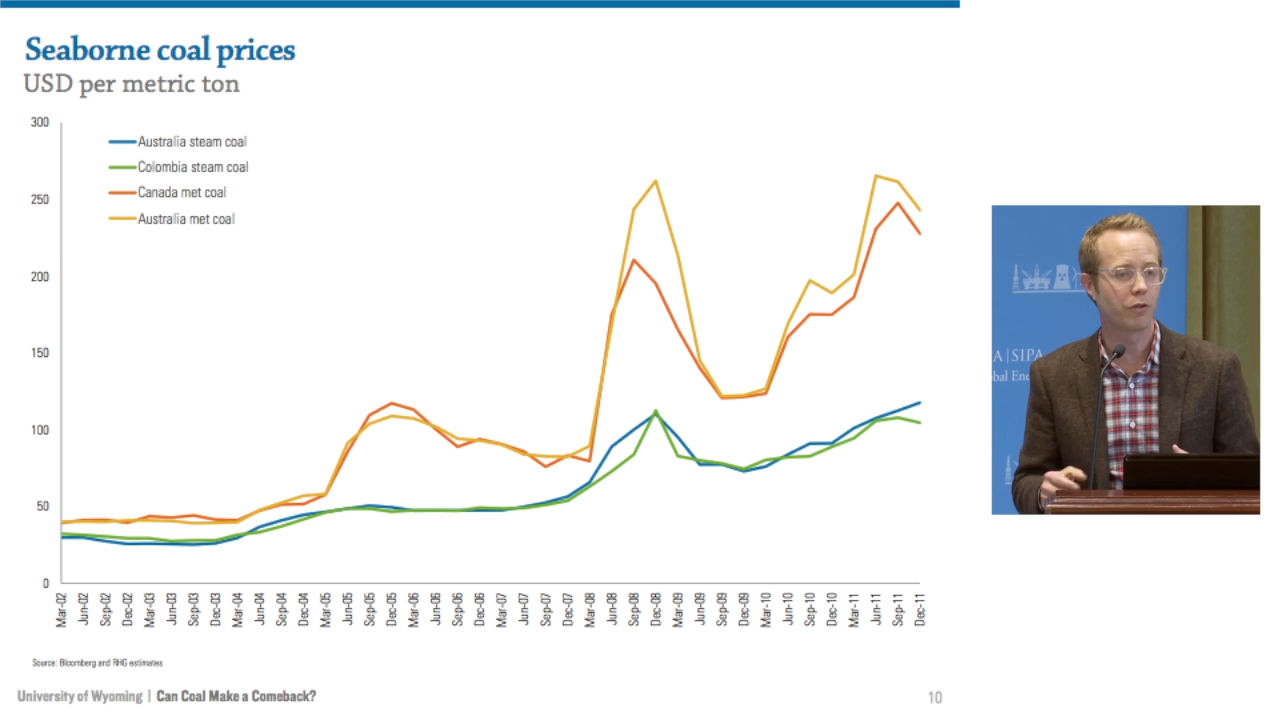 Seaborne coal prices
USD per metric ton
300
250
200
150
100
50
0
Australia steam coal
Colombia steam coal
Canada met coal
Australia met coal
Mar-02
Jun-02
Sep-02
Dec-02
Mar-03
Jun-03
Sep-03
Dec-03
Mar-04
Jun-04
Sep-04
Dec-04
Mar-05
Jun-05
Sep-05
Dec-05
Mar-06
Jun-06
Sep-06
Dec-06
Mar-07
Jun-07
Sep-07
Dec-07
Mar-08
Jun-08
Sep-08
Dec-08
Mar-09
Jun-09
Sep-09
Dec-09
Mar-10
Jun-10
Sep-10
Dec-10
Mar-11
Jun-11
Sep-11
Dec-11
Source: Bloomberg and RHG estimates
University of Wyoming | Can Coal Make a Comeback?
10
A | SIPA
bal Ene